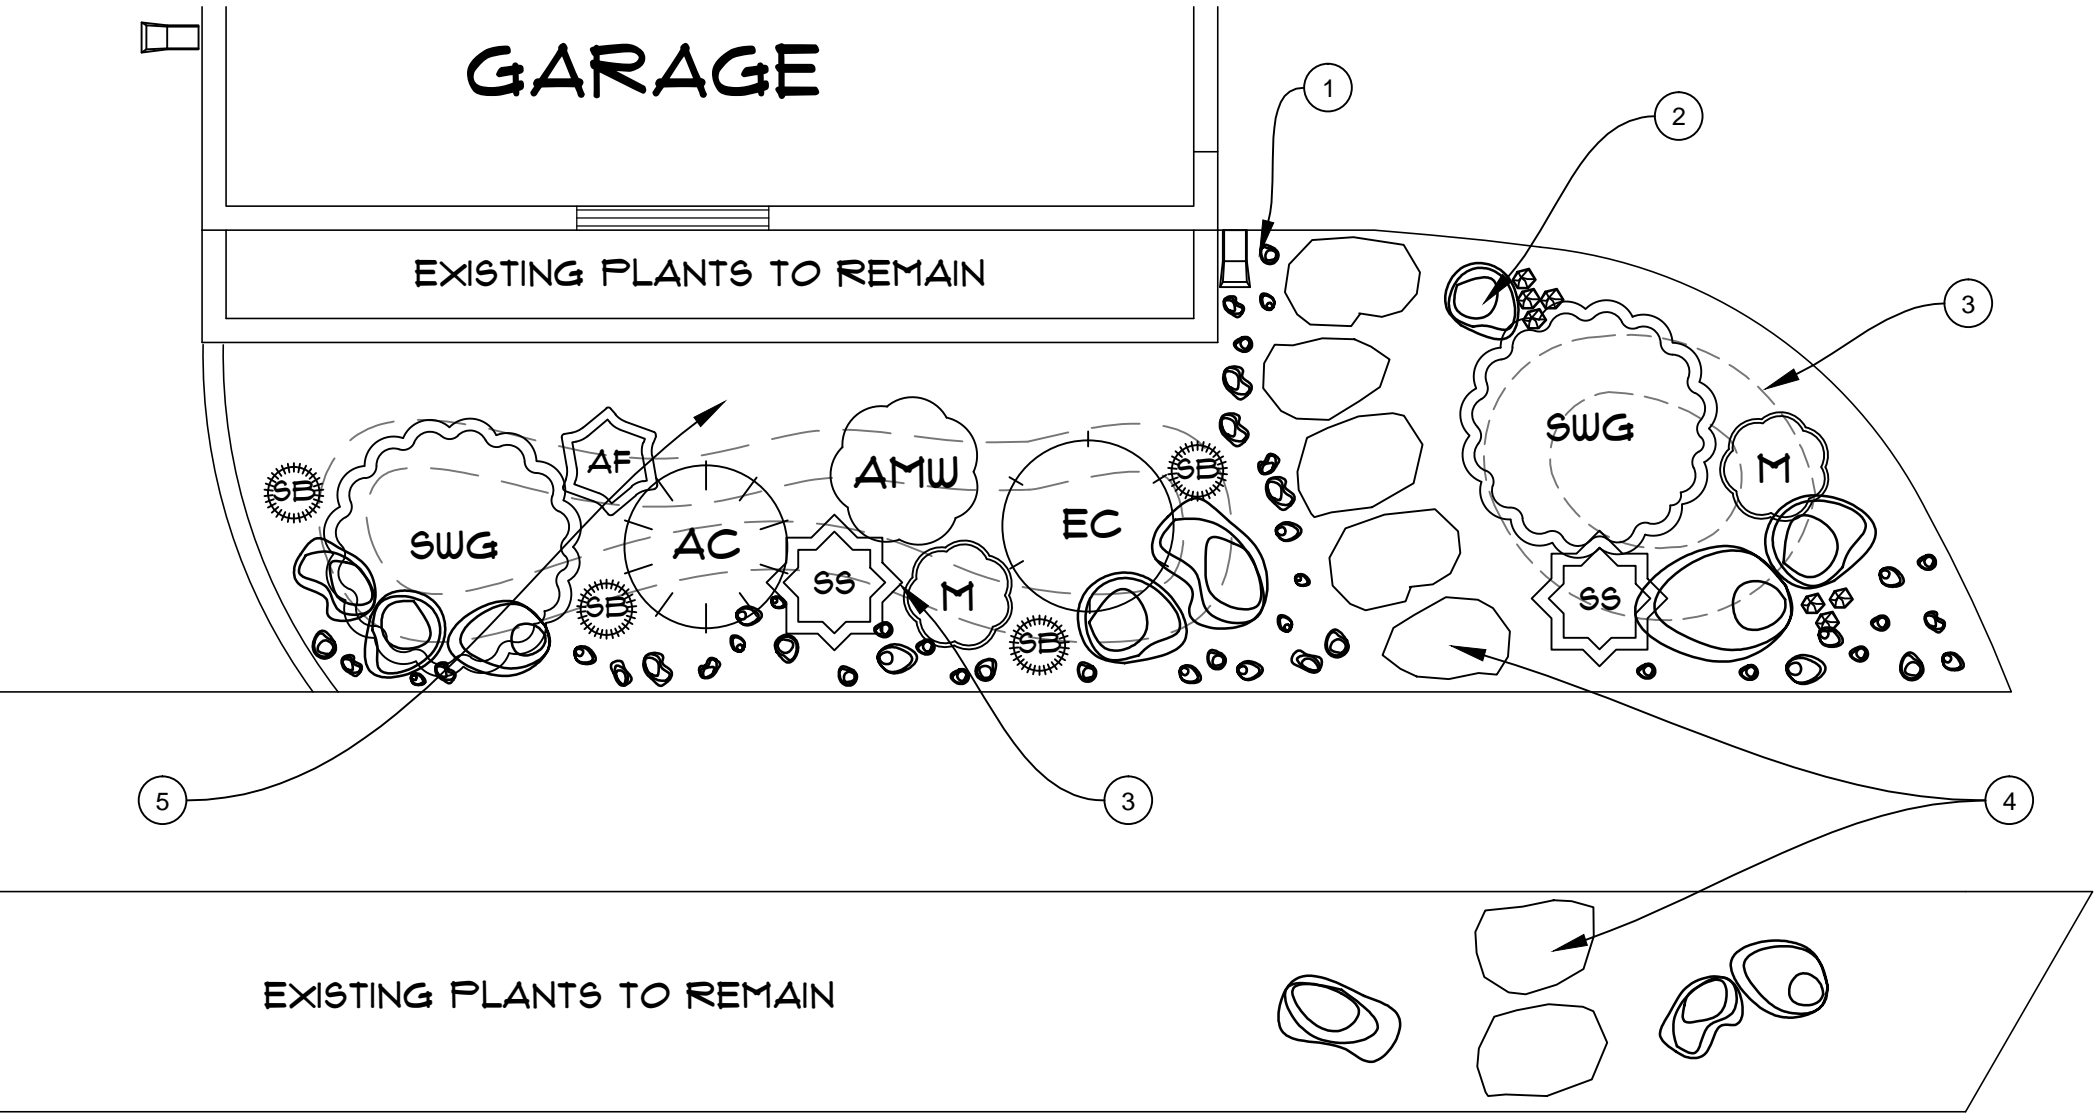 GARAGE
1
2
EXISTING PLANTS TO REMAIN
3
SWG
AF
AMW
M
SB
SB
SWG
AC
EC
SS
M
SB
SS
SB
5
3
4
EXISTING PLANTS TO REMAIN